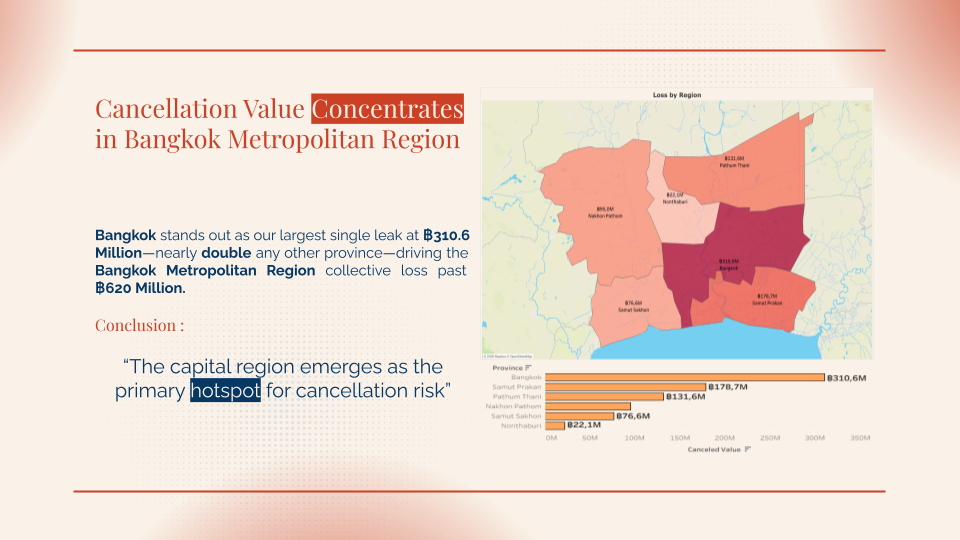 Cancellation Value Concentrates
in Bangkok Metropolitan Region
Bangkok stands out as our largest single leak at ฿310.6
Million—nearly double any other province—driving the
Bangkok Metropolitan Region collective loss past
฿620 Million.
Conclusion :
“The capital region emerges as the
primary hotspot for cancellation risk”
Loss by Region
฿131,6M
Pathum Thani
฿22,1M
Nonthaburi
Nakhon Pathom
฿310,6M
Bangkok
฿178,7M
Samut Prakan
฿76,6M
Samut Sakhon
Province
Bangkok ฿310,6M
Samut Prakan ฿178,7M
Pathum Thani ฿131,6M
Nakhon Pathom
Samut Sakhon ฿76,6M
Nonthaburi ฿22,1M
0M 50M 100M 150M 200M 250M 300M 350M
Canceled Value